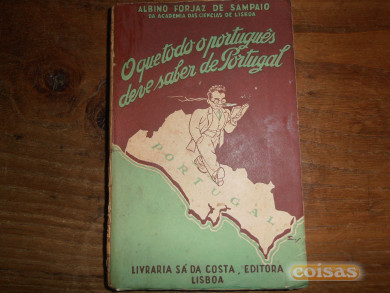 ALBINO FORJAZ DE SAMPAIO
DA ACADEMIA DAS CIENCIAS DE LISBOA
O que todo o português
deve saber de Portugal
PORTUGAL
LIVRARIA SÁ DA COSTA, EDITORA
LISBOA
coisas